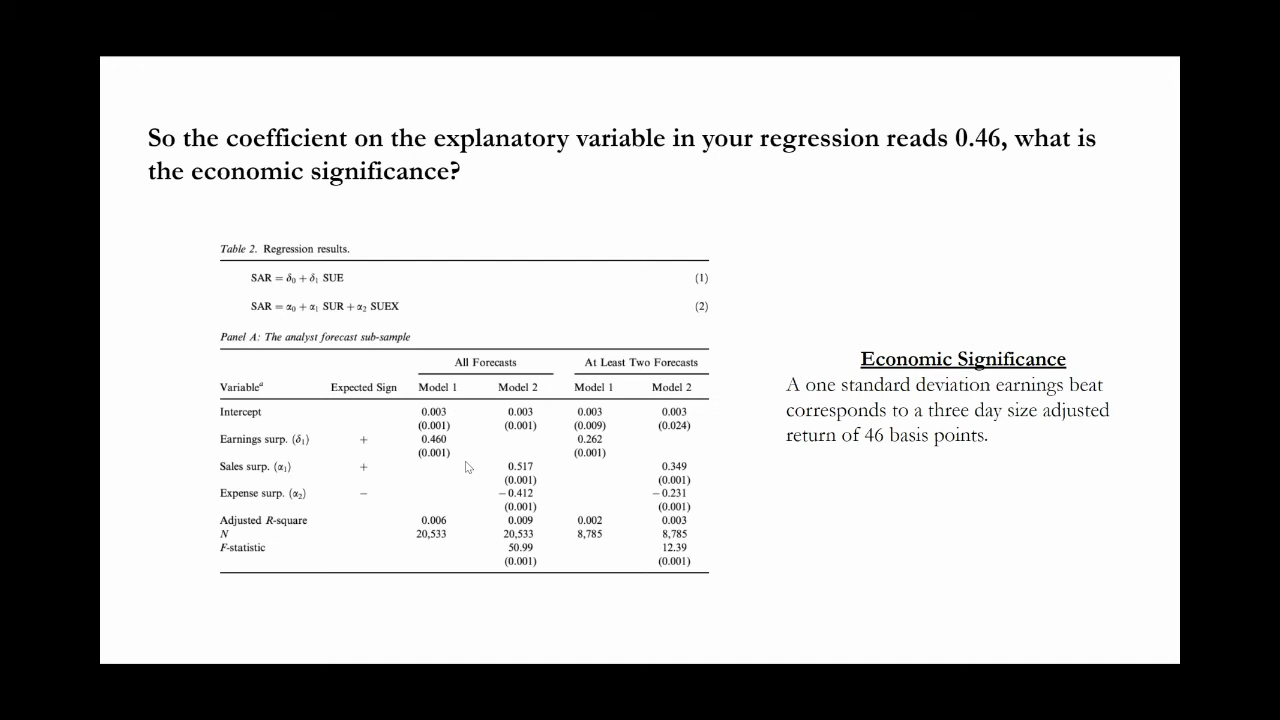 So the coefficient on the explanatory variable in your regression reads 0.46, what is
the economic significance?
Table 2. Regression results.
SAR = δ₀ + δ₁ SUE (1)
SAR = α₀ + α₁ SUR + α₂ SUEX (2)
Panel A: The analyst forecast sub-sample
All Forecasts At Least Two Forecasts
Variableᵃ Expected Sign Model 1 Model 2 Model 1 Model 2
Intercept 0.003 0.003 0.003 0.003
(0.001) (0.001) (0.009) (0.024)
Earnings surp. (δ₁) + 0.460 0.262
(0.001) (0.001)
Sales surp. (α₁) + 0.517 0.349
(0.001) (0.001)
Expense surp. (α₂) − −0.412 −0.231
(0.001) (0.001)
Adjusted R-square 0.006 0.009 0.002 0.003
N 20,533 20,533 8,785 8,785
F-statistic 50.99 12.39
(0.001) (0.001)
Economic Significance
A one standard deviation earnings beat
corresponds to a three day size adjusted
return of 46 basis points.